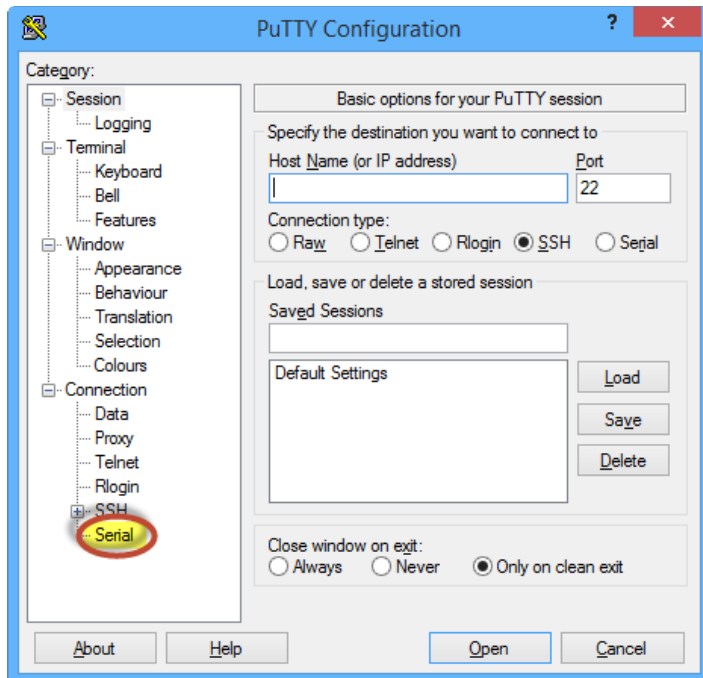 PuTTY Configuration
?
×
Category:
Session
Logging
Terminal
Keyboard
Bell
Features
Window
Appearance
Behaviour
Translation
Selection
Colours
Connection
Data
Proxy
Telnet
Rlogin
SSH
Serial
Basic options for your PuTTY session
Specify the destination you want to connect to
Host Name (or IP address) Port
22
Connection type:
Raw Telnet Rlogin SSH Serial
Load, save or delete a stored session
Saved Sessions
Default Settings
Load
Save
Delete
Close window on exit:
Always Never Only on clean exit
About Help Open Cancel